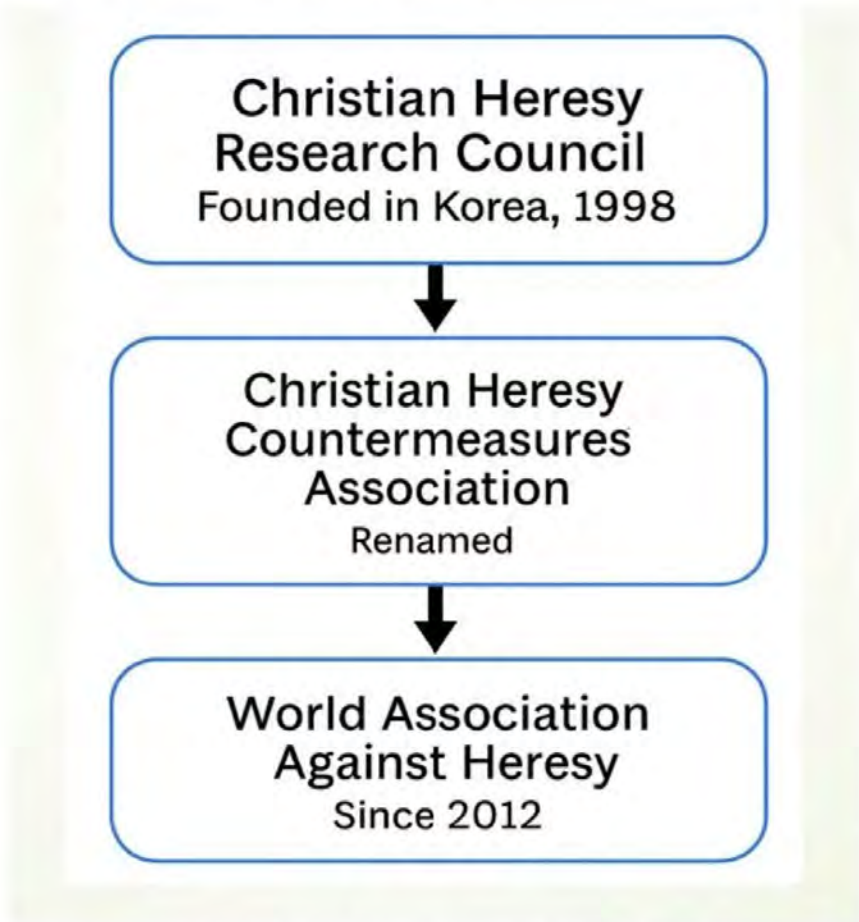 Christian Heresy
Research Council
Founded in Korea, 1998
Christian Heresy
Countermeasures
Association
Renamed
World Association
Against Heresy
Since 2012